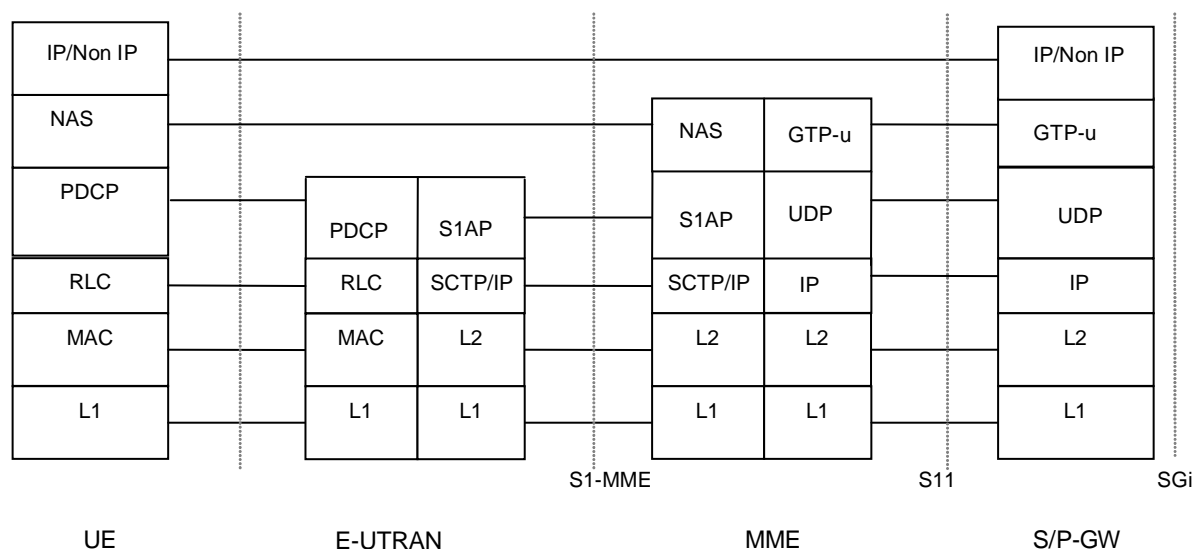 IP/Non IP IP/Non IP
NAS NAS GTP-u GTP-u
PDCP PDCP S1AP S1AP UDP UDP
RLC RLC SCTP/IP SCTP/IP IP IP
MAC MAC L2 L2 L2 L2
L1 L1 L1 L1 L1 L1
S1-MME S11 SGi
UE E-UTRAN MME S/P-GW